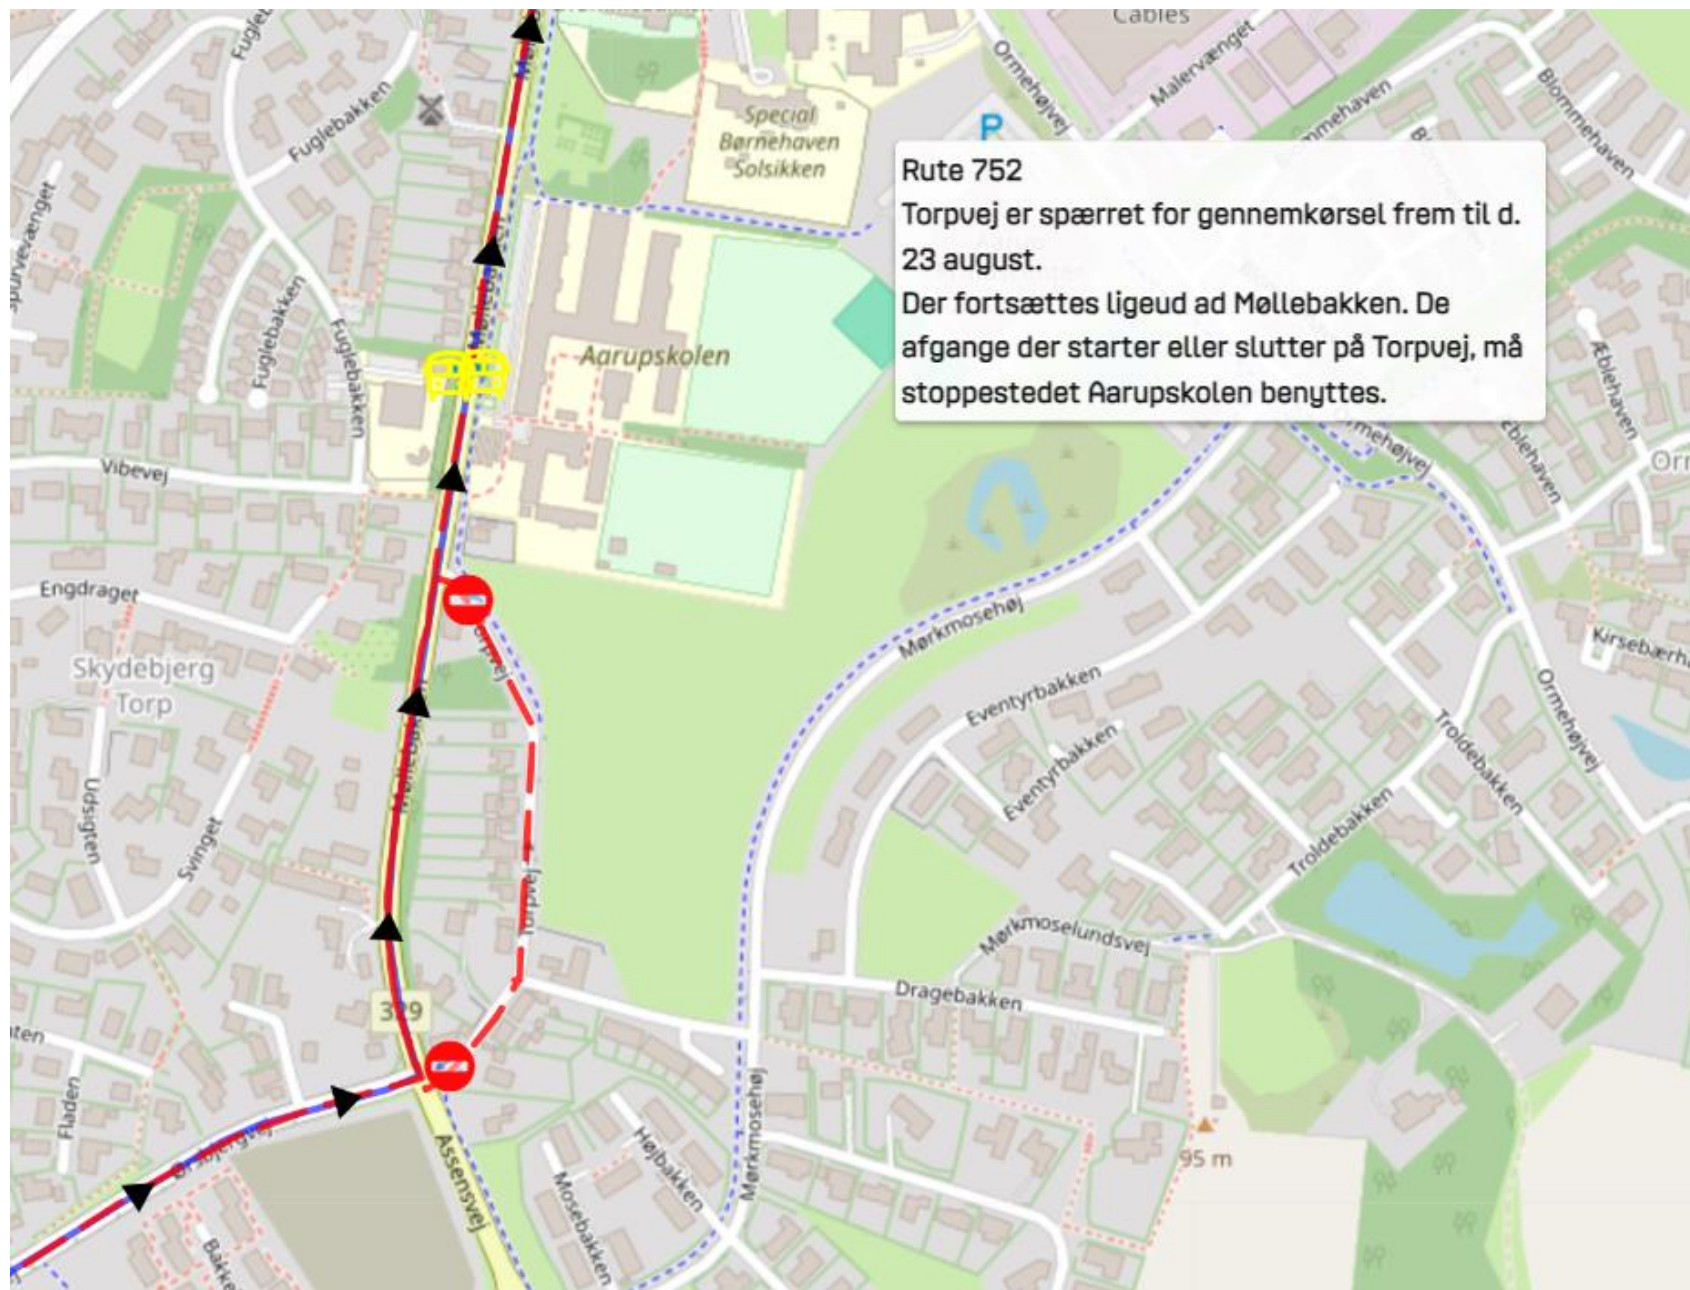 Cables
Ormehøjvej
Malervænget
Blommehaven
Fuglebakken
P
Special
Børnehaven
Solsikken
Rute 752
Torpvej er spærret for gennemkørsel frem til d.
23 august.
Der fortsættes ligeud ad Møllebakken. De
afgange der starter eller slutter på Torpvej, må
stoppestedet Aarupskolen benyttes.
Fuglebakken
Fuglebakken
Aarupskolen
Æblehaven
Ormehøjvej
Vibevej
Engdraget
Skydebjerg
Torp
Mørkmosehøj
Eventyrbakken
Eventyrbakken
Ormehøjvej
Troldebakken
Troldebakken
Udsigten
Svinget
Torpvej
Mørkmoselundsvej
Dragebakken
329
Fladen
Assensvej
Højbakken
Mosebakken
Mørkmosehøj
95 m